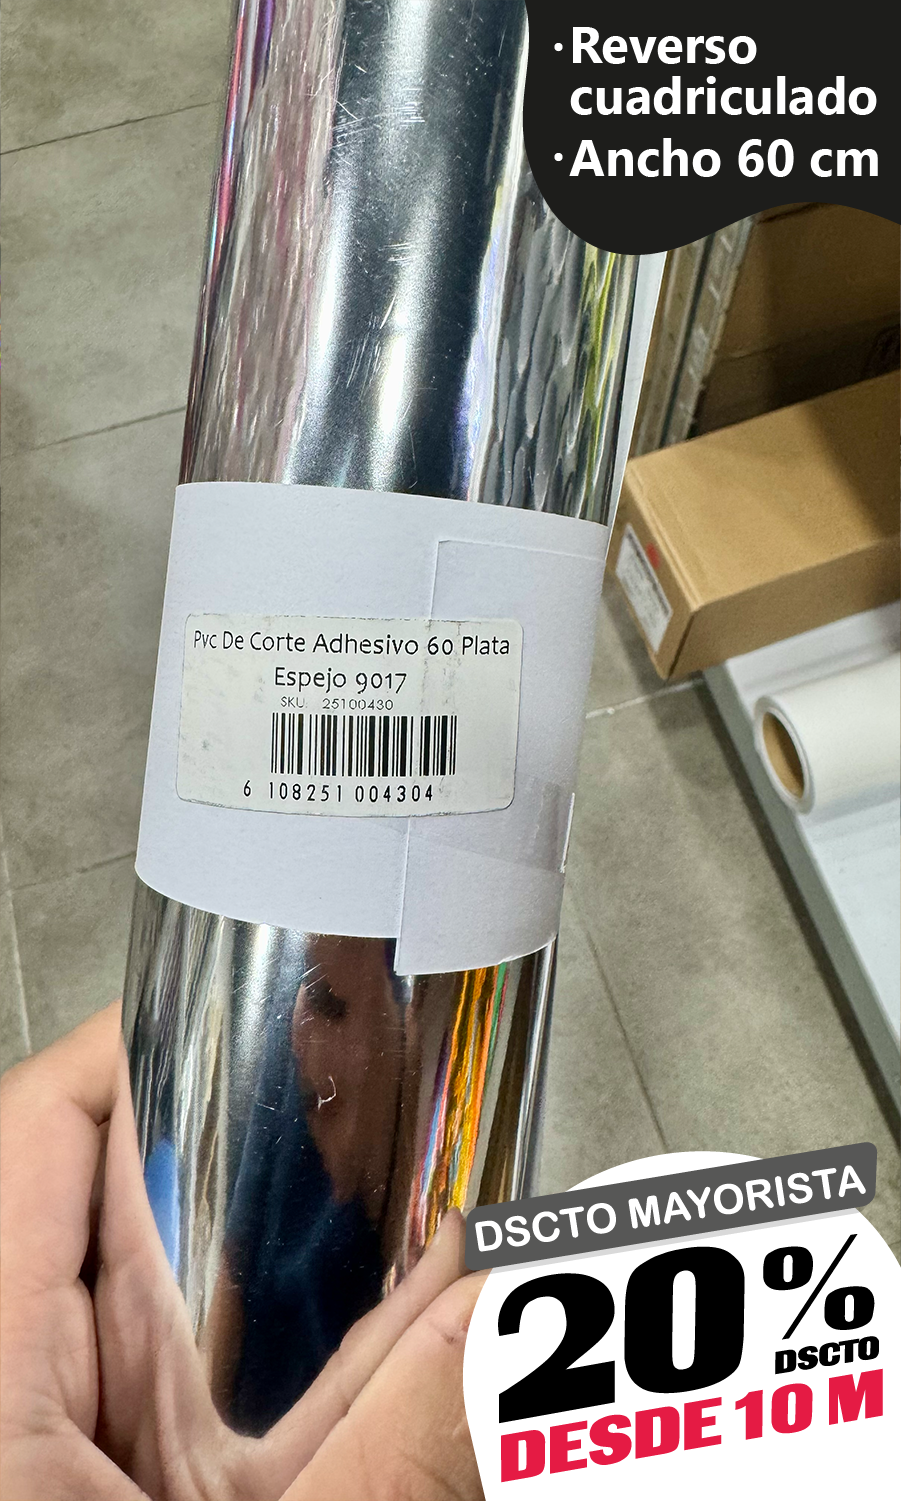 ·Reverso
cuadriculado
·Ancho 60 cm
Pvc De Corte Adhesivo 60 Plata
Espejo 9017
SKU: 25100430
6 108251 004304
DSCTO MAYORISTA
20%
DSCTO
DESDE 10 M